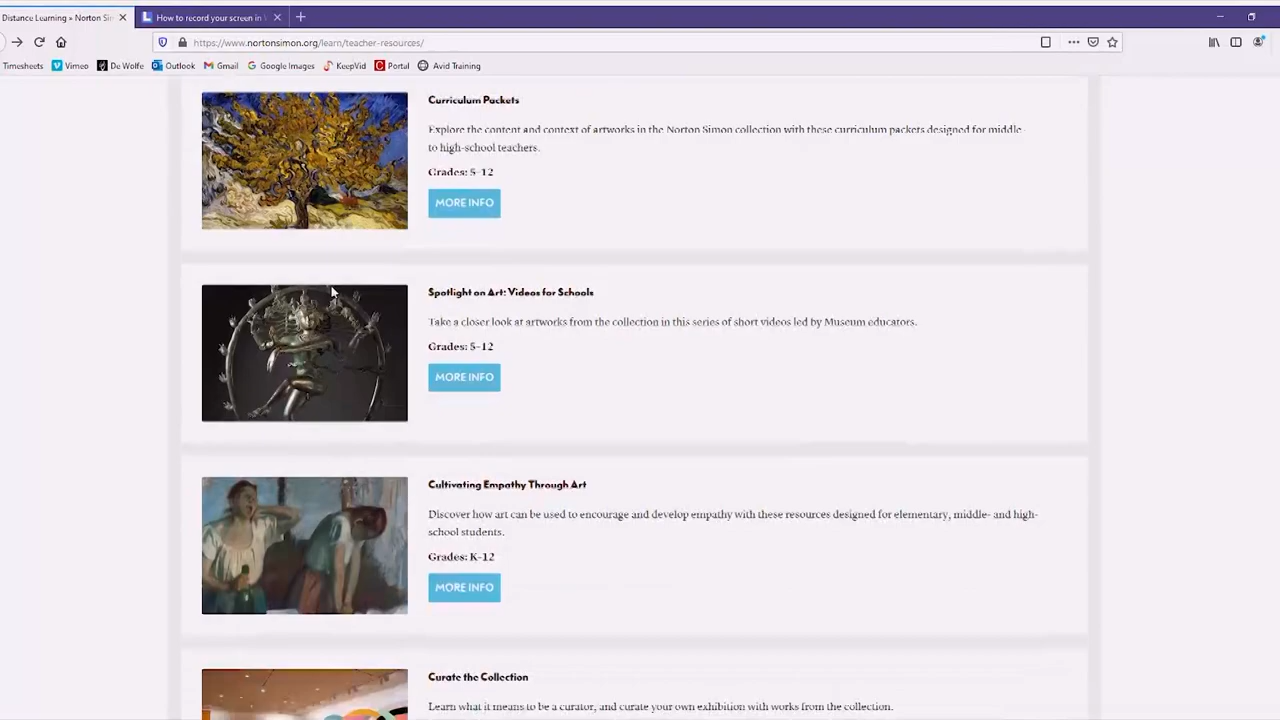 Distance Learning » Norton Sim
How to record your screen in
https://www.nortonsimon.org/learn/teacher-resources/
Timesheets Vimeo De Wolfe Outlook Gmail Google Images KeepVid Portal Avid Training
Curriculum Packets
Explore the content and context of artworks in the Norton Simon collection with these curriculum packets designed for middle
to high-school teachers.
Grades: 5-12
MORE INFO
Spotlight on Art: Videos for Schools
Take a closer look at artworks from the collection in this series of short videos led by Museum educators.
Grades: 5-12
MORE INFO
Cultivating Empathy Through Art
Discover how art can be used to encourage and develop empathy with these resources designed for elementary, middle- and high-
school students.
Grades: K-12
MORE INFO
Curate the Collection
Learn what it means to be a curator, and curate your own exhibition with works from the collection.